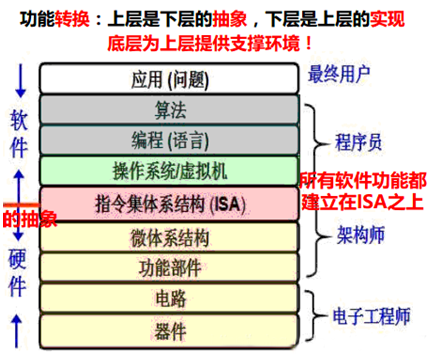 功能转换：上层是下层的抽象，下层是上层的实现
底层为上层提供支撑环境！
应用 (问题)
最终用户
算法
编程 (语言)
程序员
操作系统/虚拟机
软件
所有软件功能都
建立在ISA之上
指令集体系结构 (ISA)
的抽象
微体系结构
架构师
功能部件
硬件
电路
电子工程师
器件